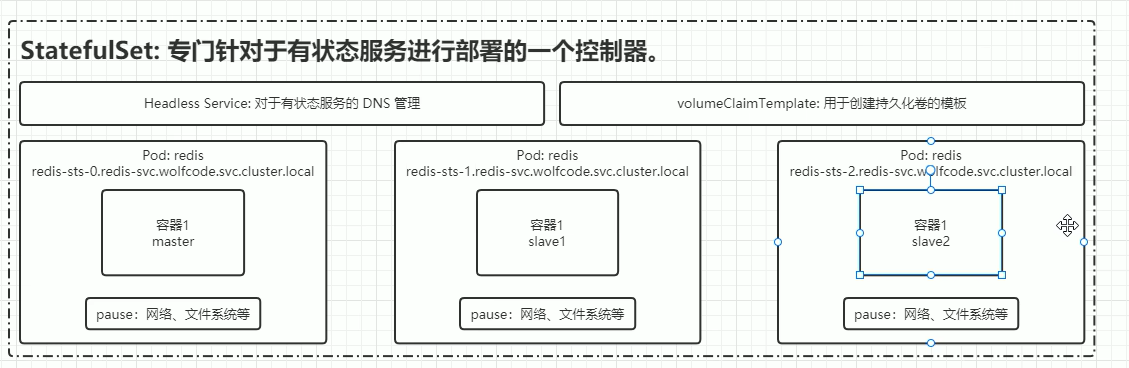 StatefulSet: 专门针对于有状态服务进行部署的一个控制器。
Headless Service: 对于有状态服务的 DNS 管理
volumeClaimTemplate: 用于创建持久化卷的模板
Pod: redis
redis-sts-0.redis-svc.wolfcode.svc.cluster.local
容器1
master
pause：网络、文件系统等
Pod: redis
redis-sts-1.redis-svc.wolfcode.svc.cluster.local
容器1
slave1
pause：网络、文件系统等
Pod: redis
redis-sts-2.redis-svc.wolfcode.svc.cluster.local
容器1
slave2
pause：网络、文件系统等